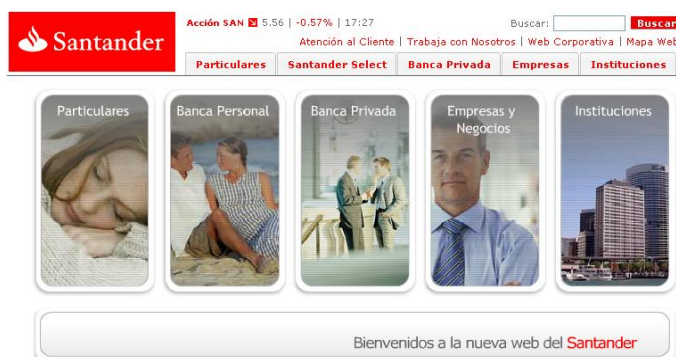 Santander
Acción SAN 5.56 | -0.57% | 17:27
Buscar: Buscar
Atención al Cliente | Trabaja con Nosotros | Web Corporativa | Mapa Web
Particulares Santander Select Banca Privada Empresas Instituciones
Particulares Banca Personal Banca Privada Empresas y Negocios Instituciones
Bienvenidos a la nueva web del Santander